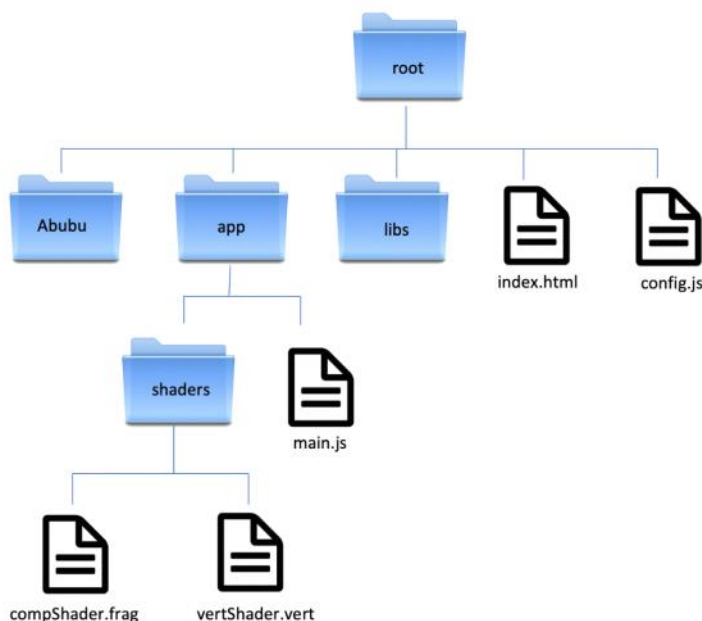 root
Abubu
app
libs
index.html
config.js
shaders
main.js
compShader.frag
vertShader.vert